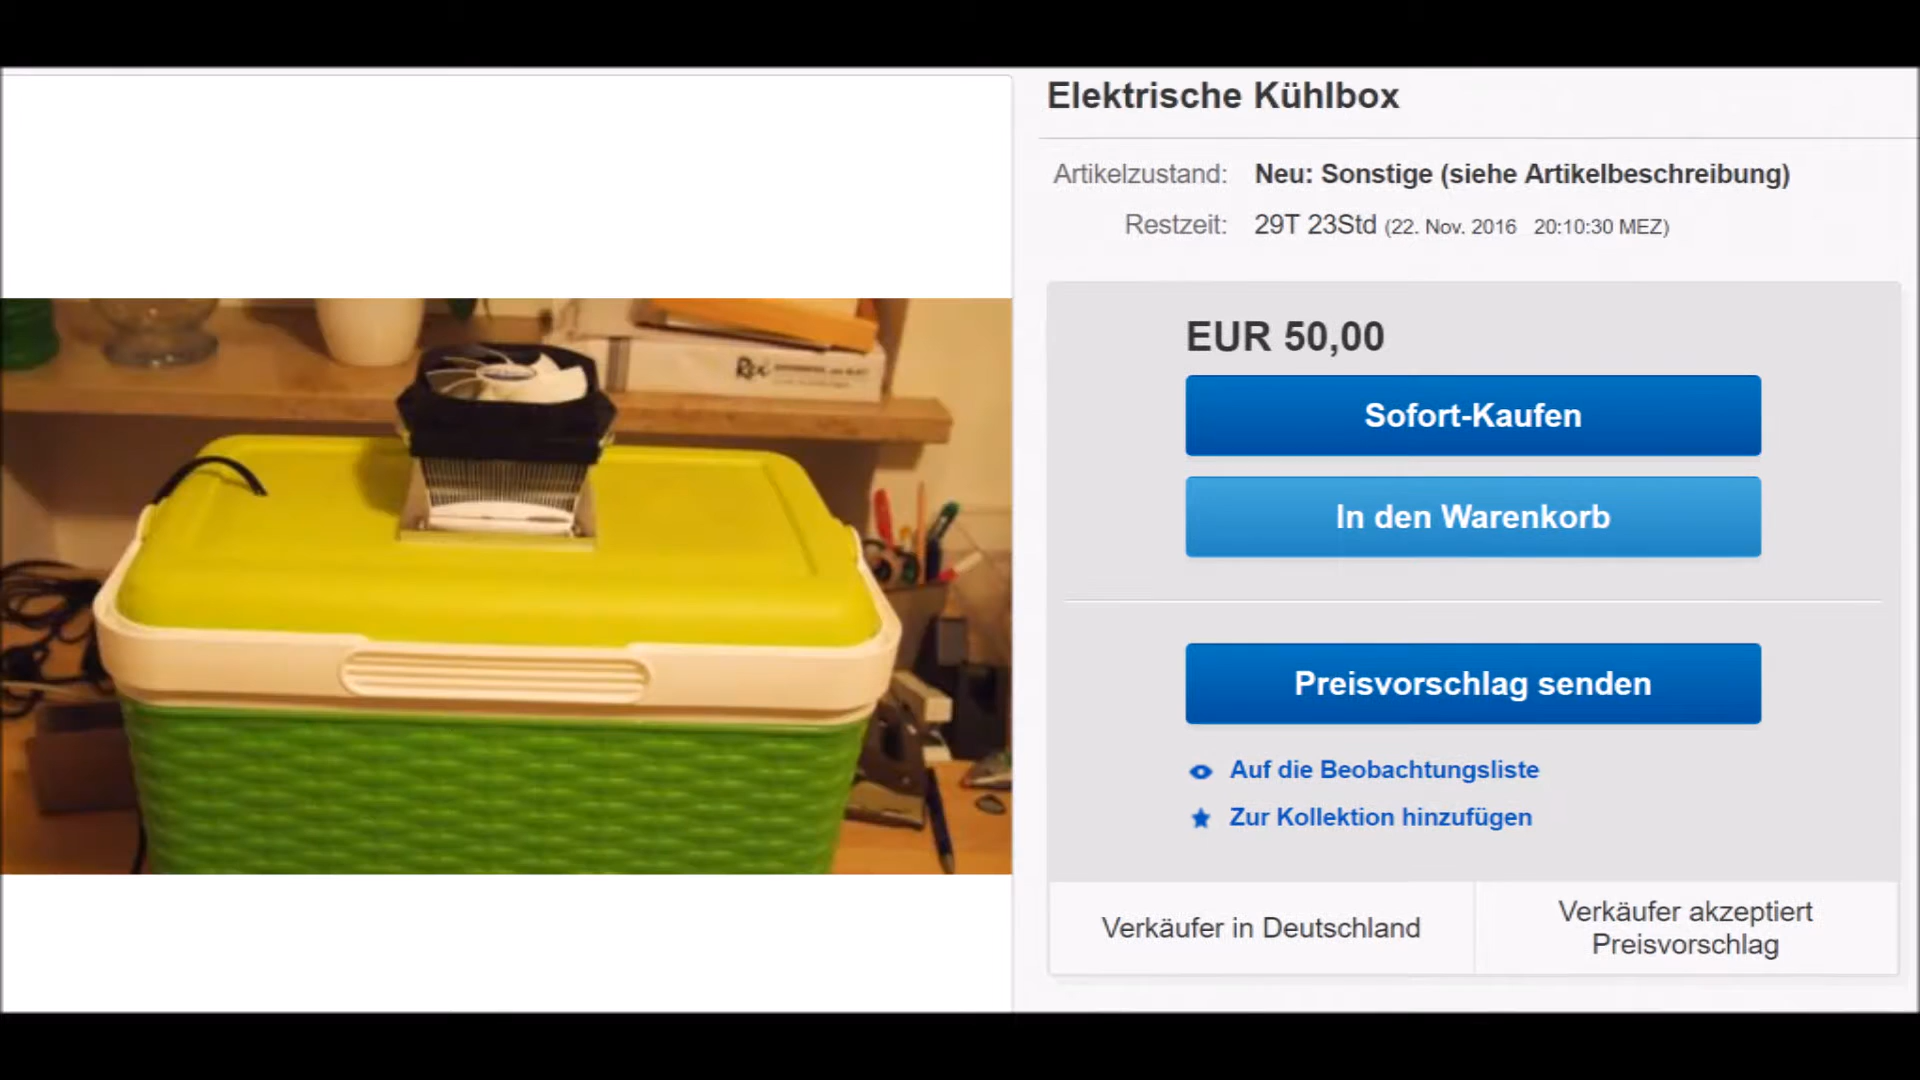 Elektrische Kühlbox
Artikelzustand: Neu: Sonstige (siehe Artikelbeschreibung)
Restzeit: 29T 23Std (22. Nov. 2016 20:10:30 MEZ)
EUR 50,00
Sofort-Kaufen
In den Warenkorb
Preisvorschlag senden
Auf die Beobachtungsliste
Zur Kollektion hinzufügen
Verkäufer in Deutschland
Verkäufer akzeptiert
Preisvorschlag